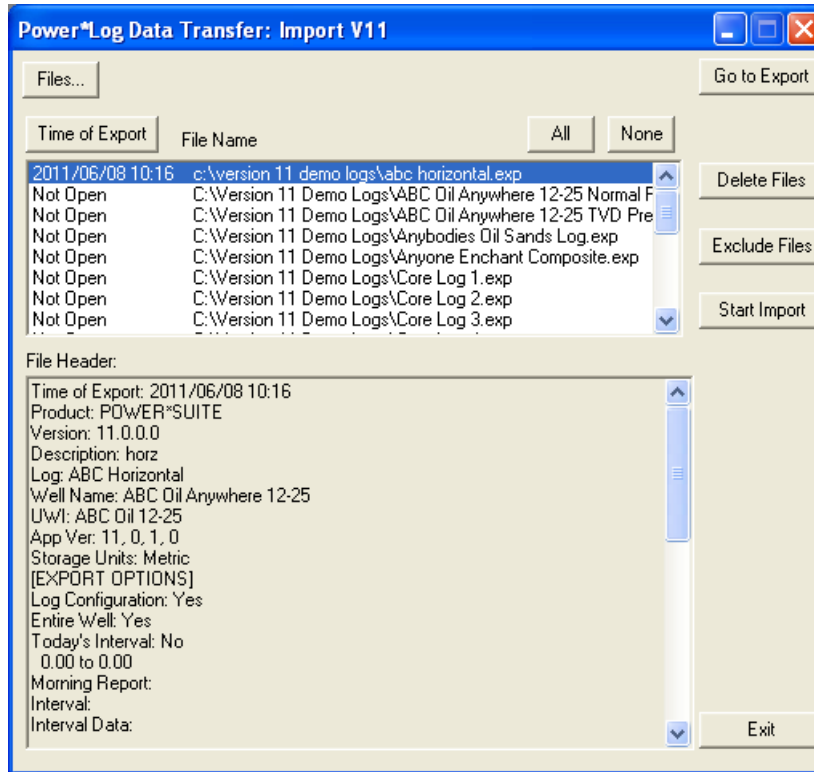 Power*Log Data Transfer: Import V11
Files...
Go to Export
Time of Export File Name All None
2011/06/08 10:16 c:\version 11 demo logs\abc horizontal.exp
Not Open C:\Version 11 Demo Logs\ABC Oil Anywhere 12-25 Normal F
Not Open C:\Version 11 Demo Logs\ABC Oil Anywhere 12-25 TVD Pre
Not Open C:\Version 11 Demo Logs\Anybodies Oil Sands Log.exp
Not Open C:\Version 11 Demo Logs\Anyone Enchant Composite.exp
Not Open C:\Version 11 Demo Logs\Core Log 1.exp
Not Open C:\Version 11 Demo Logs\Core Log 2.exp
Not Open C:\Version 11 Demo Logs\Core Log 3.exp
Delete Files
Exclude Files
Start Import
File Header:
Time of Export: 2011/06/08 10:16
Product: POWER*SUITE
Version: 11.0.0.0
Description: horz
Log: ABC Horizontal
Well Name: ABC Oil Anywhere 12-25
UWI: ABC Oil 12-25
App Ver: 11, 0, 1, 0
Storage Units: Metric
[EXPORT OPTIONS]
Log Configuration: Yes
Entire Well: Yes
Today's Interval: No
0.00 to 0.00
Morning Report:
Interval:
Interval Data:
Exit